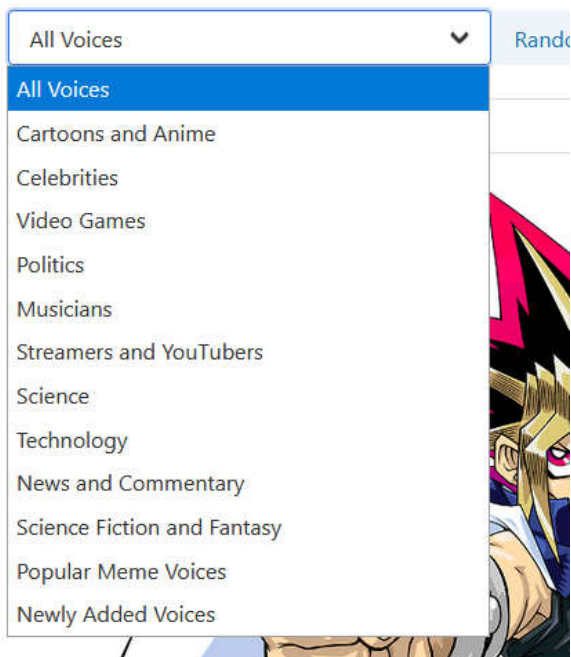 All Voices
Rando
All Voices
Cartoons and Anime
Celebrities
Video Games
Politics
Musicians
Streamers and YouTubers
Science
Technology
News and Commentary
Science Fiction and Fantasy
Popular Meme Voices
Newly Added Voices